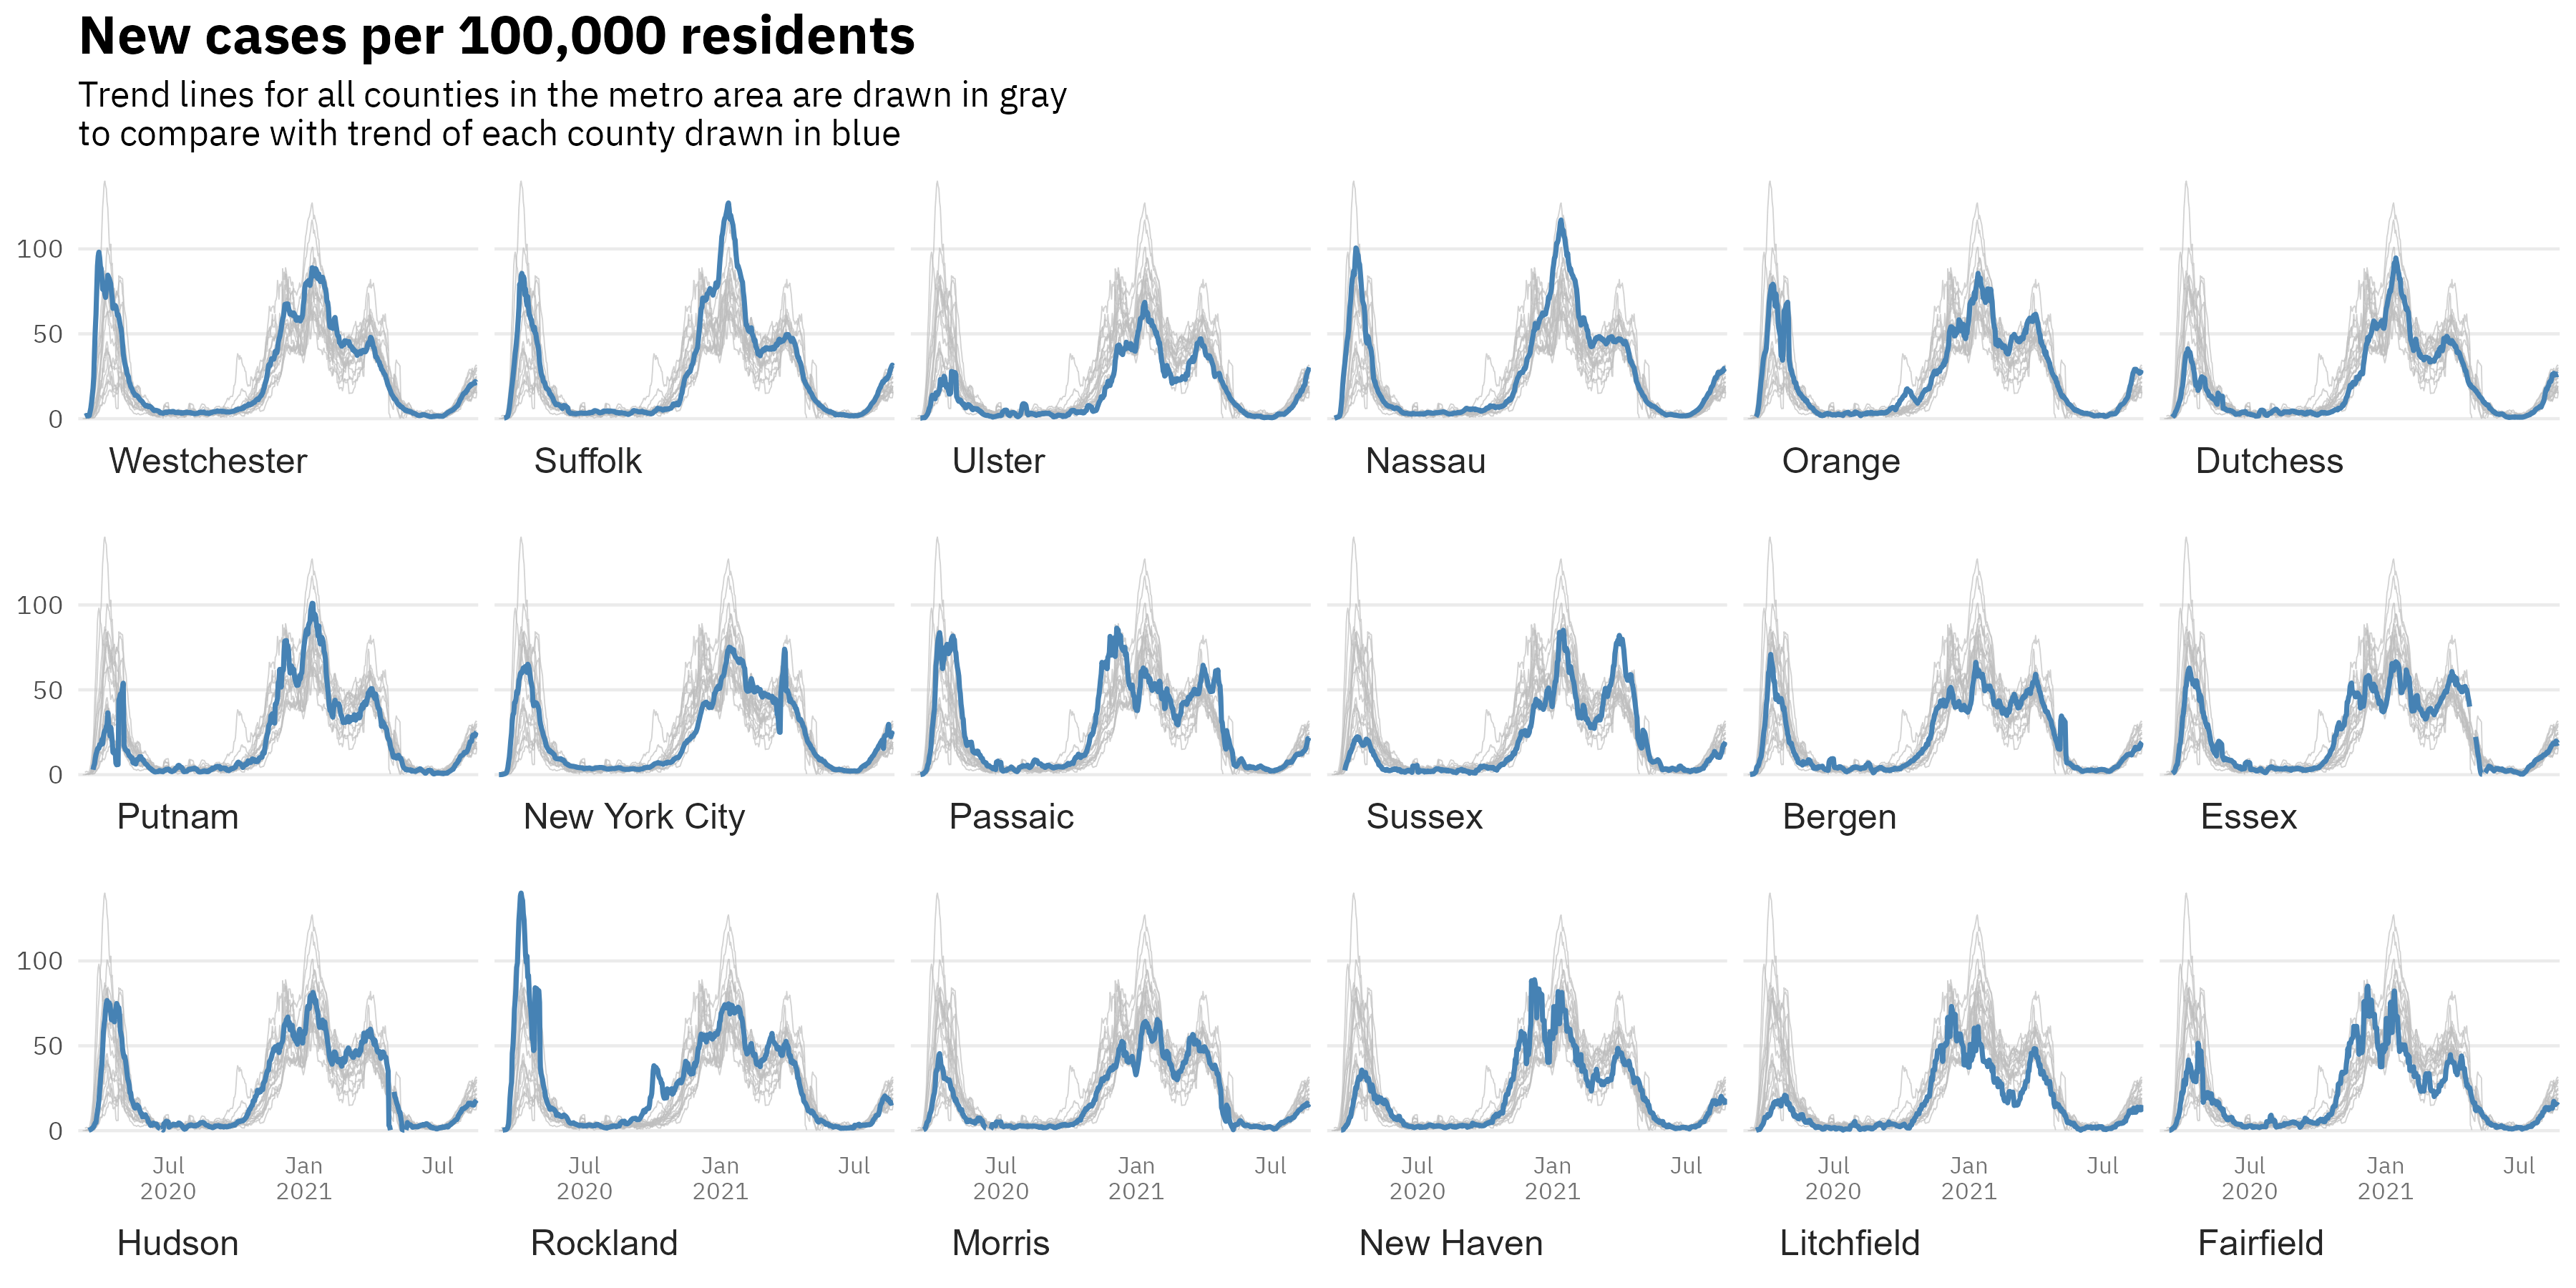 New cases per 100,000 residents
Trend lines for all counties in the metro area are drawn in gray
to compare with trend of each county drawn in blue
100
50
0
Westchester Suffolk Ulster Nassau Orange Dutchess
100
50
0
Putnam New York City Passaic Sussex Bergen Essex
100
50
0
Jul Jan Jul Jul Jan Jul Jul Jan Jul Jul Jan Jul Jul Jan Jul Jul Jan Jul
2020 2021 2020 2021 2020 2021 2020 2021 2020 2021 2020 2021
Hudson Rockland Morris New Haven Litchfield Fairfield